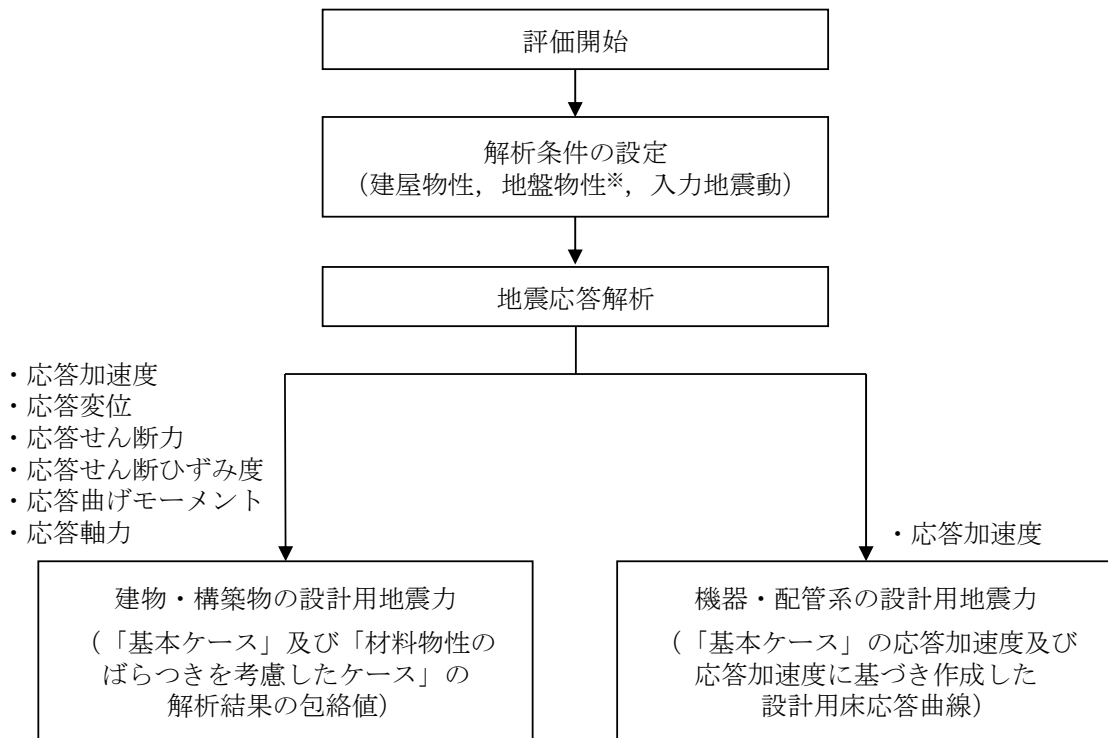 評価開始
解析条件の設定
（建屋物性，地盤物性※，入力地震動）
地震応答解析
・応答加速度
・応答変位
・応答せん断力
・応答せん断ひずみ度
・応答曲げモーメント
・応答軸力
・応答加速度
建物・構築物の設計用地震力
（「基本ケース」及び「材料物性の
ばらつきを考慮したケース」の
解析結果の包絡値）
機器・配管系の設計用地震力
（「基本ケース」の応答加速度及び
応答加速度に基づき作成した
設計用床応答曲線）